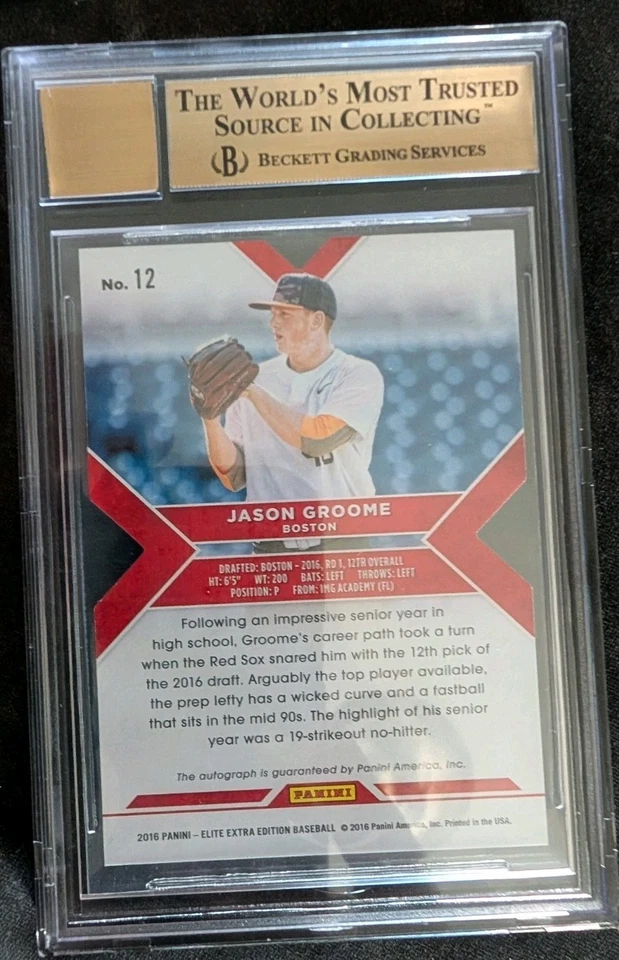 THE WORLD'S MOST TRUSTED
SOURCE IN COLLECTING™
(B) BECKETT GRADING SERVICES
No. 12
JASON GROOME
BOSTON
DRAFTED: BOSTON – 2016, RD 1, 12TH OVERALL
HT: 6'5" WT: 200 BATS: LEFT THROWS: LEFT
POSITION: P FROM: IMG ACADEMY (FL)
Following an impressive senior year in
high school, Groome's career path took a turn
when the Red Sox snared him with the 12th pick of
the 2016 draft. Arguably the top player available,
the prep lefty has a wicked curve and a fastball
that sits in the mid 90s. The highlight of his senior
year was a 19-strikeout no-hitter.
The autograph is guaranteed by Panini America, Inc.
PANINI
2016 PANINI – ELITE EXTRA EDITION BASEBALL © 2016 Panini America, Inc. Printed in the USA.